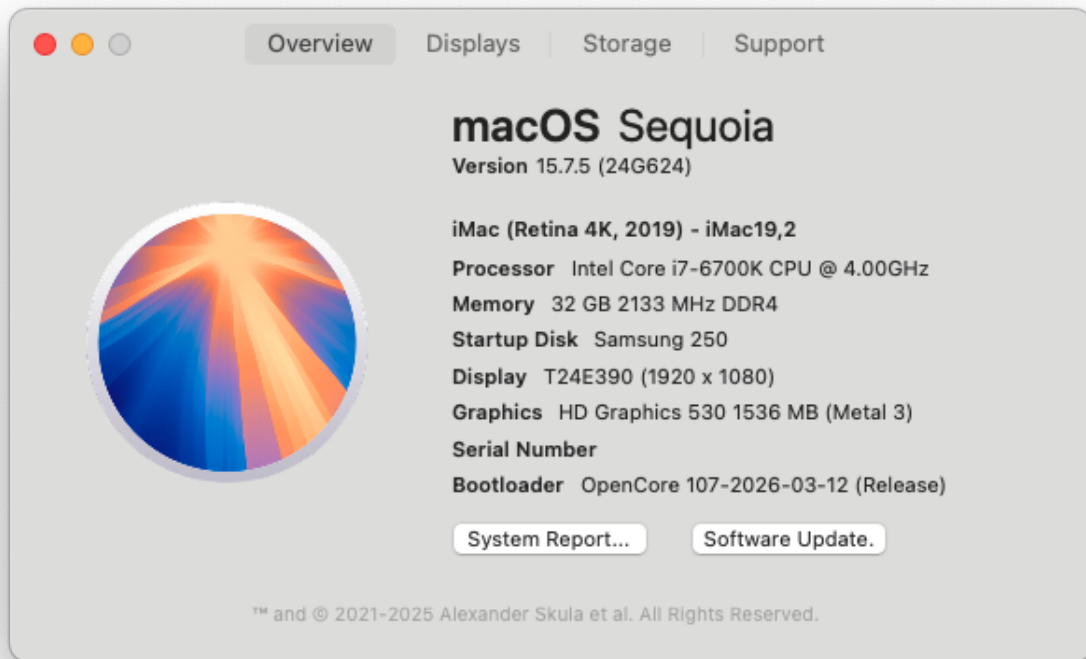 Overview Displays Storage Support
macOS Sequoia
Version 15.7.5 (24G624)
iMac (Retina 4K, 2019) - iMac19,2
Processor Intel Core i7-6700K CPU @ 4.00GHz
Memory 32 GB 2133 MHz DDR4
Startup Disk Samsung 250
Display T24E390 (1920 x 1080)
Graphics HD Graphics 530 1536 MB (Metal 3)
Serial Number
Bootloader OpenCore 107-2026-03-12 (Release)
System Report... Software Update.
™ and © 2021-2025 Alexander Skula et al. All Rights Reserved.